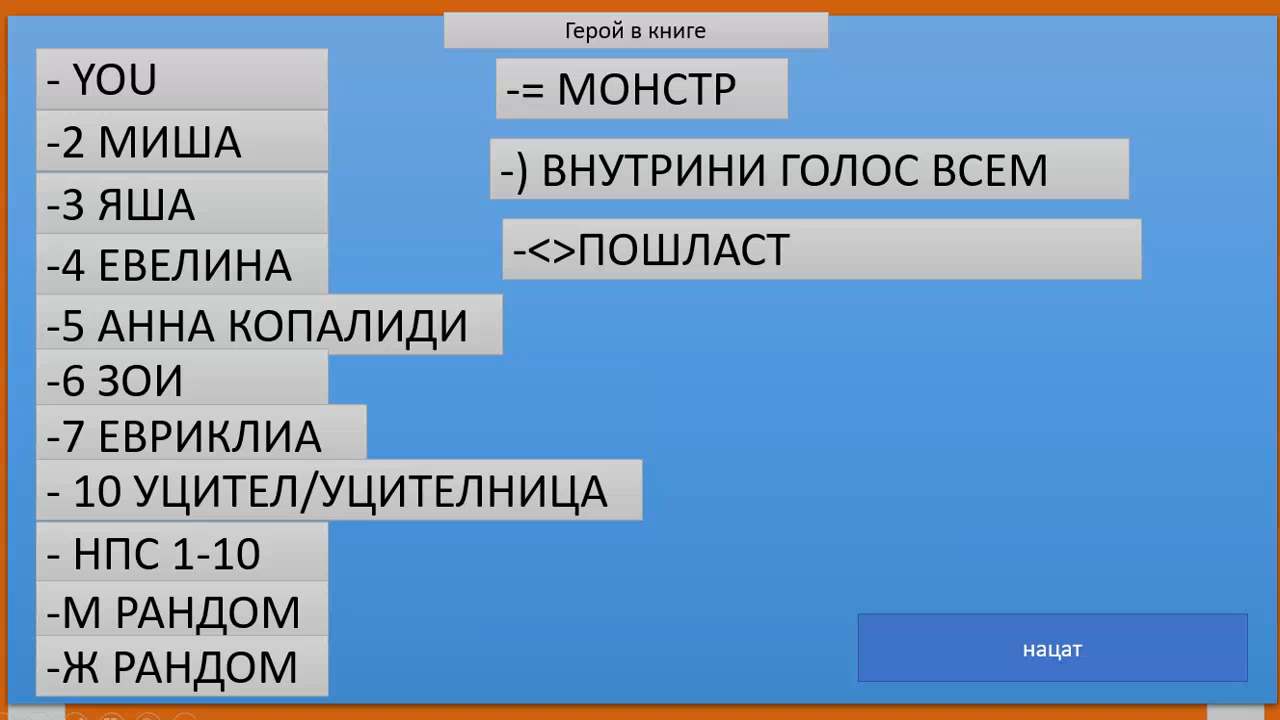 Герой в книге
- YOU
-2 МИША
-3 ЯША
-4 ЕВЕЛИНА
-5 АННА КОПАЛИДИ
-6 ЗОИ
-7 ЕВРИКЛИА
- 10 УЦИТЕЛ/УЦИТЕЛНИЦА
- НПС 1-10
-М РАНДОМ
-Ж РАНДОМ
-= МОНСТР
-) ВНУТРИНИ ГОЛОС ВСЕМ
-<>ПОШЛАСТ
нацат